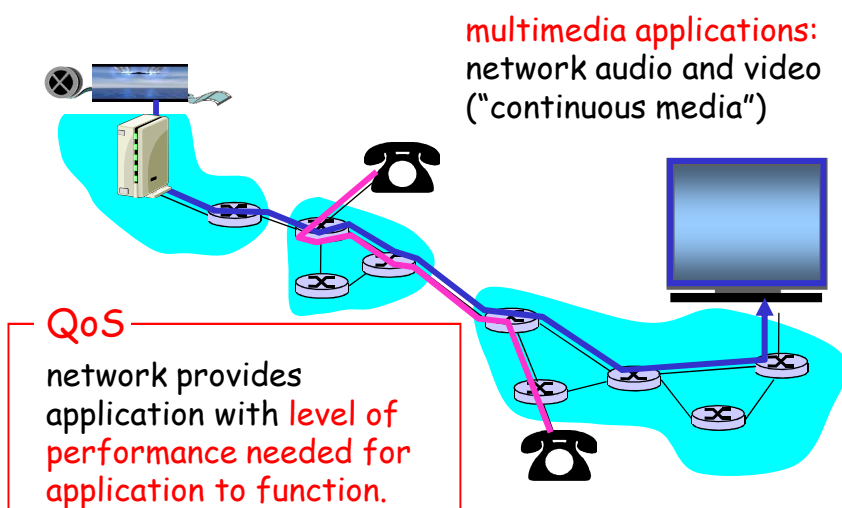 multimedia applications:
network audio and video
(“continuous media”)
QoS
network provides
application with level of
performance needed for
application to function.